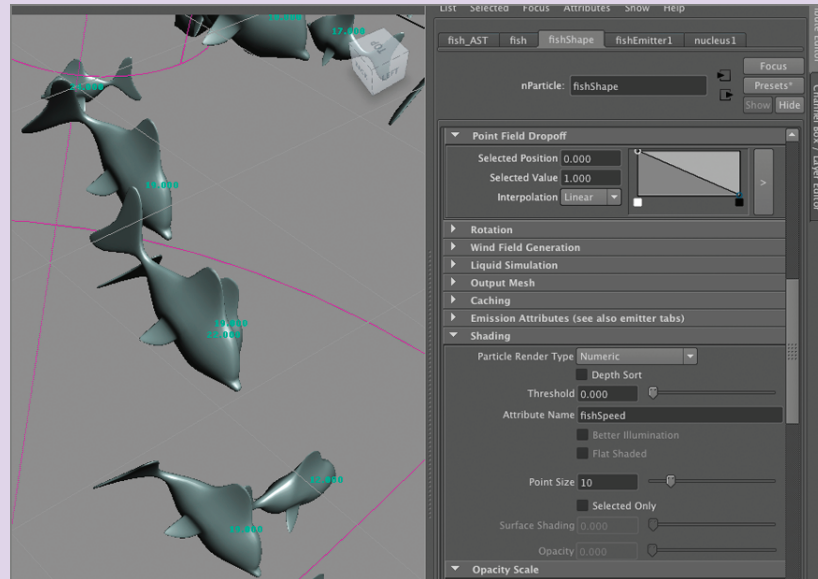 List Selected Focus Attributes Show Help
fish_AST fish fishShape fishEmitter1 nucleus1
nParticle: fishShape
Focus
Presets*
Show Hide
Point Field Dropoff
Selected Position 0.000
Selected Value 1.000
Interpolation Linear
>
Rotation
Wind Field Generation
Liquid Simulation
Output Mesh
Caching
Emission Attributes (see also emitter tabs)
Shading
Particle Render Type Numeric
Depth Sort
Threshold 0.000
Attribute Name fishSpeed
Better Illumination
Flat Shaded
Point Size 10
Selected Only
Surface Shading 0.000
Opacity 0.000
Opacity Scale
Channel Box / Layer Editor
17.000
TOP
LEFT